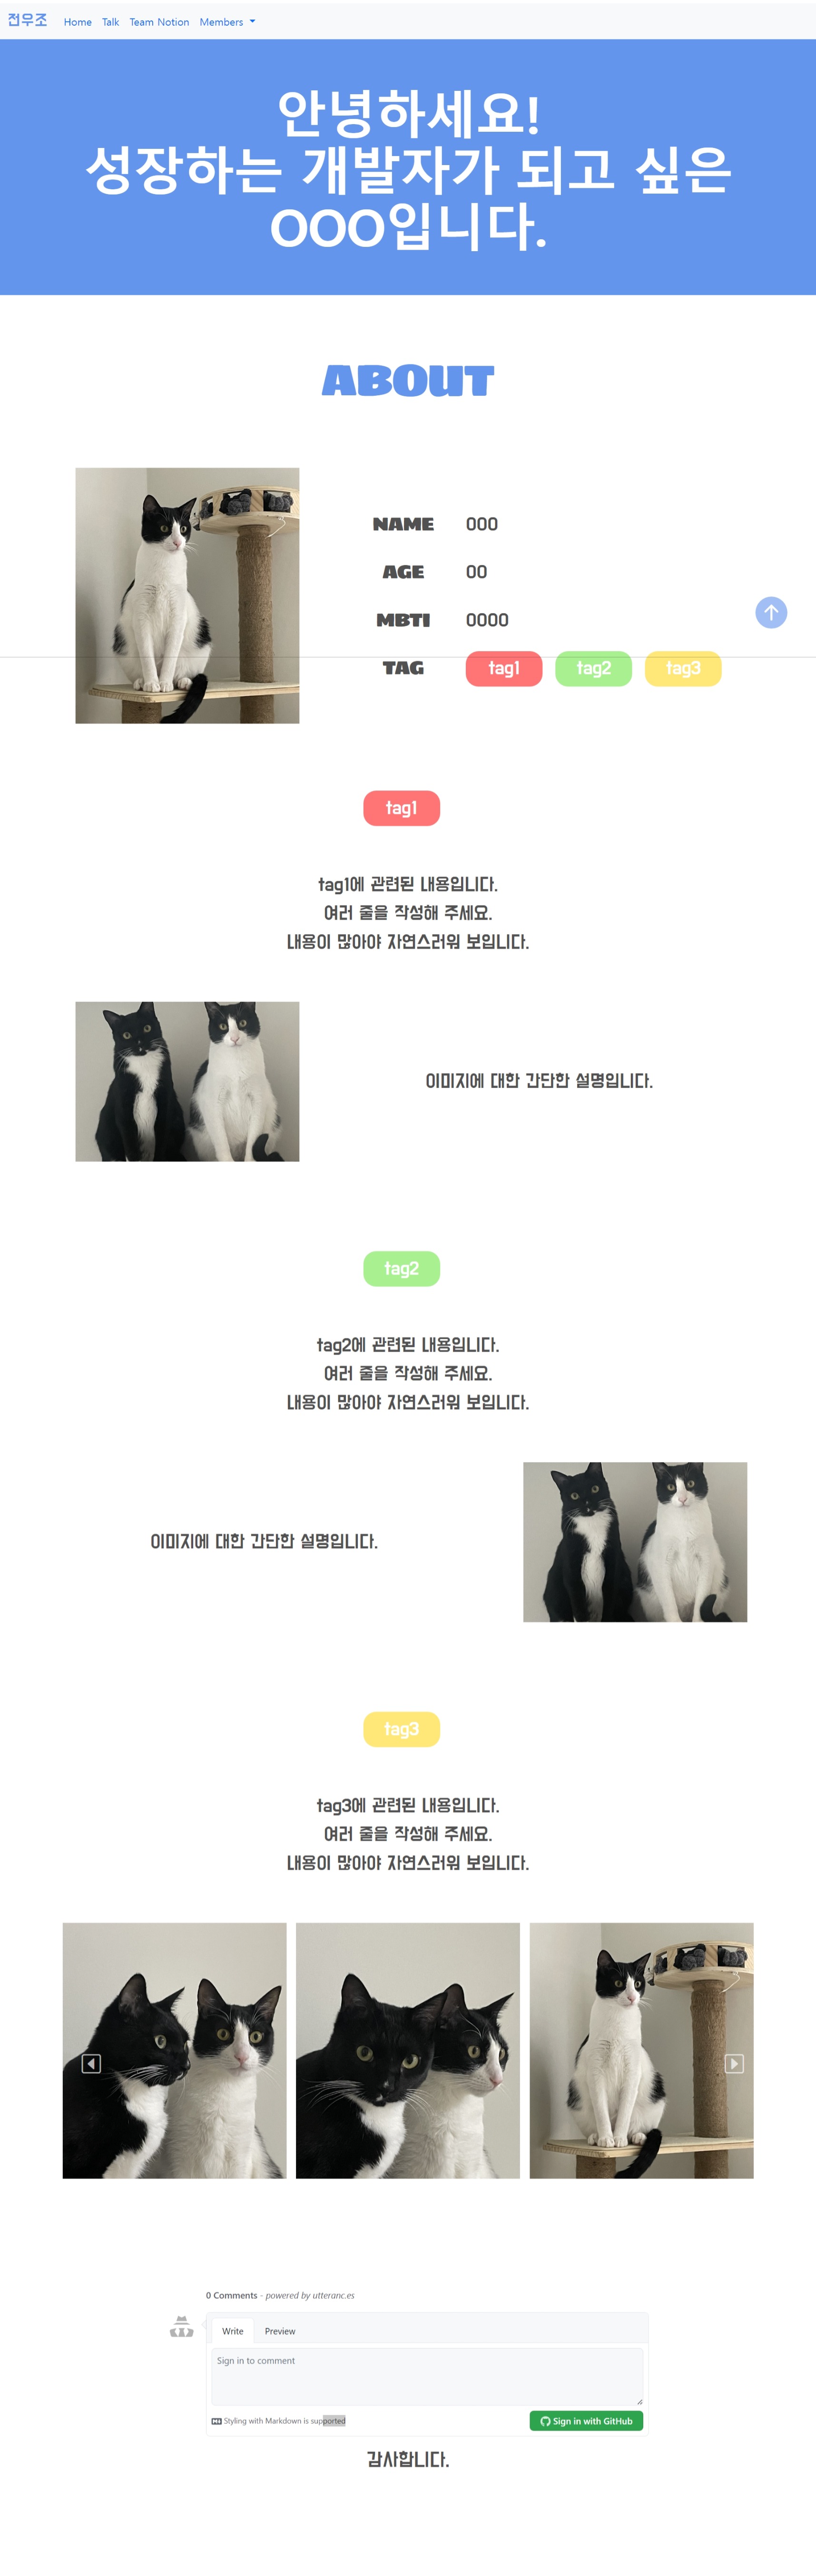 전우조 Home Talk Team Notion Members
안녕하세요!
성장하는 개발자가 되고 싶은
OOO입니다.
ABOUT
NAME OOO
AGE OO
MBTI OOOO
TAG tag1 tag2 tag3
tag1
tag1에 관련된 내용입니다.
여러 줄을 작성해 주세요.
내용이 많아야 자연스러워 보입니다.
이미지에 대한 간단한 설명입니다.
tag2
tag2에 관련된 내용입니다.
여러 줄을 작성해 주세요.
내용이 많아야 자연스러워 보입니다.
이미지에 대한 간단한 설명입니다.
tag3
tag3에 관련된 내용입니다.
여러 줄을 작성해 주세요.
내용이 많아야 자연스러워 보입니다.
0 Comments - powered by utteranc.es
Write Preview
Sign in to comment
Styling with Markdown is supported
Sign in with GitHub
감사합니다.